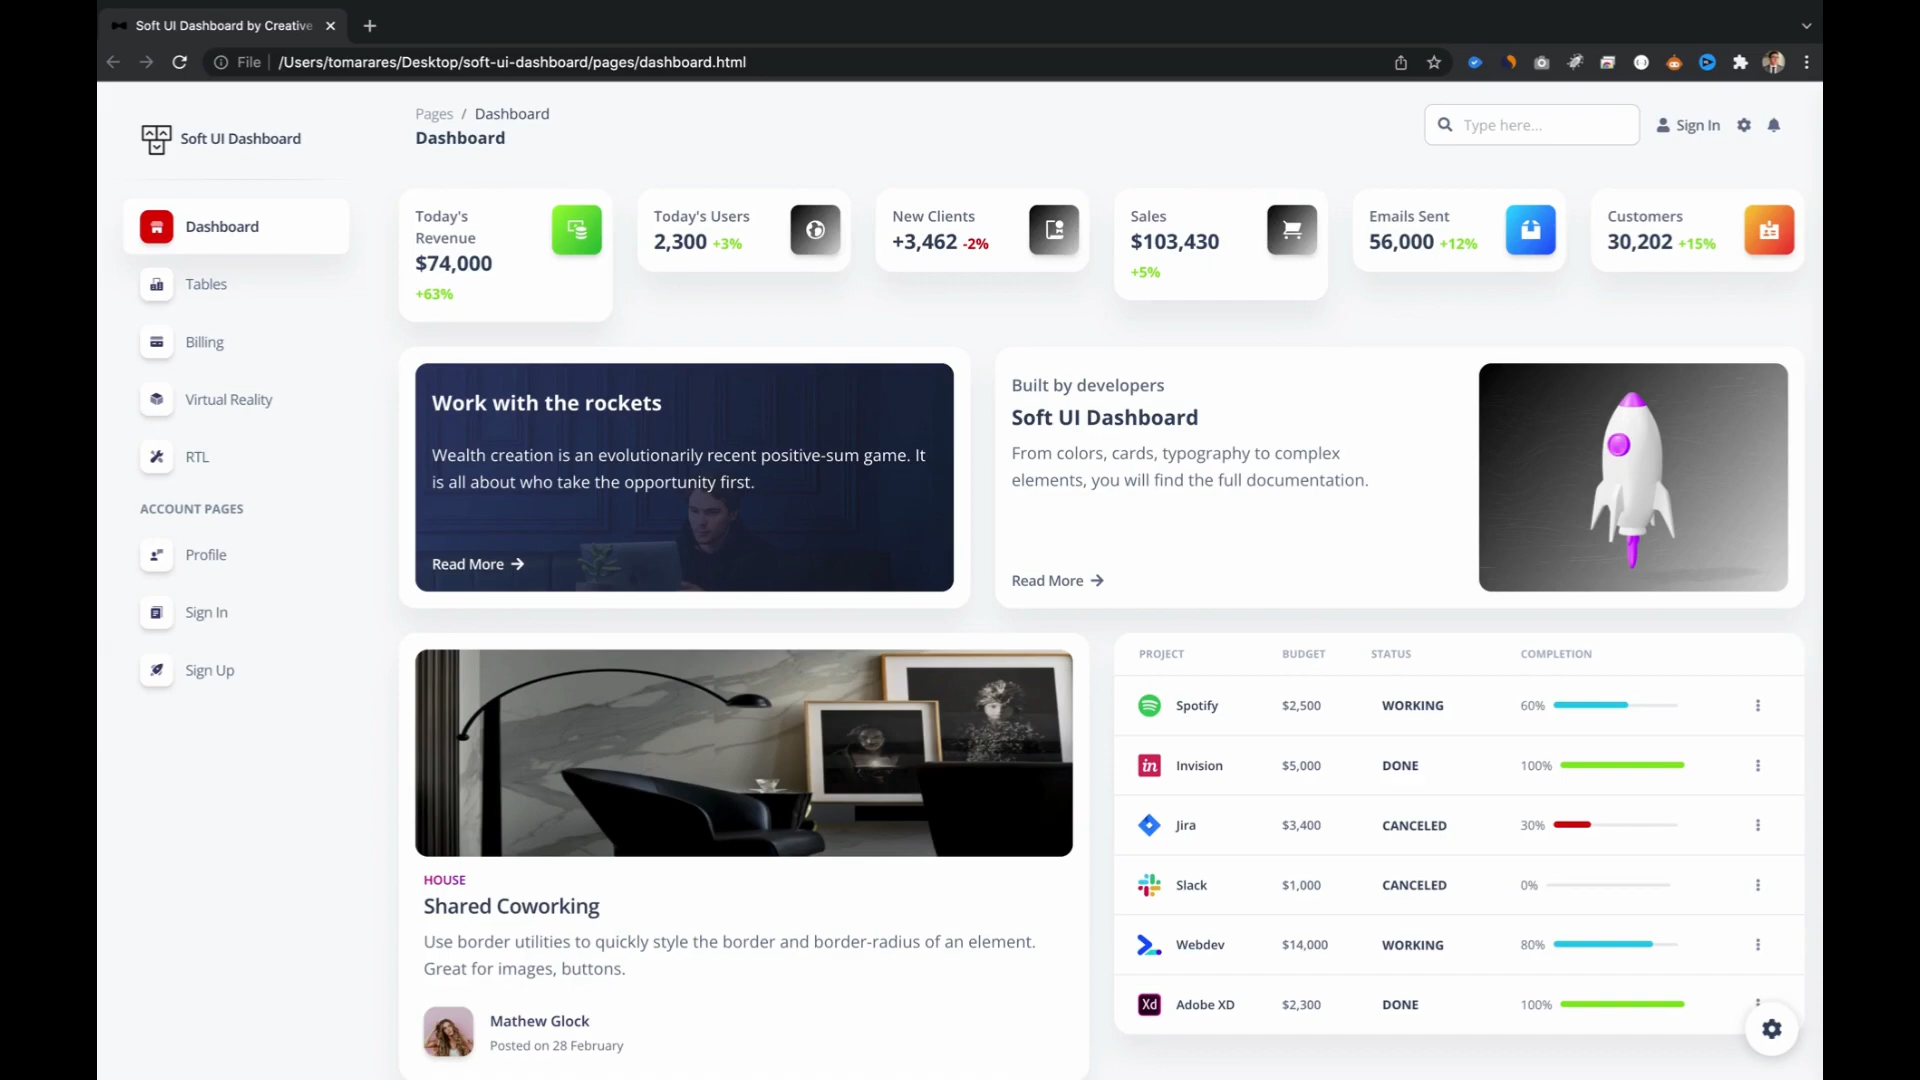 Soft UI Dashboard by Creative
File
/Users/tomarares/Desktop/soft-ui-dashboard/pages/dashboard.html
Soft UI Dashboard
Pages / Dashboard
Dashboard
Type here...
Sign In
Dashboard
Tables
Billing
Virtual Reality
RTL
ACCOUNT PAGES
Profile
Sign In
Sign Up
Today's
Revenue
$74,000
+63%
Today's Users
2,300 +3%
New Clients
+3,462 -2%
Sales
$103,430
+5%
Emails Sent
56,000 +12%
Customers
30,202 +15%
Work with the rockets
Wealth creation is an evolutionarily recent positive-sum game. It
is all about who take the opportunity first.
Read More
Built by developers
Soft UI Dashboard
From colors, cards, typography to complex
elements, you will find the full documentation.
Read More
HOUSE
Shared Coworking
Use border utilities to quickly style the border and border-radius of an element.
Great for images, buttons.
Mathew Glock
Posted on 28 February
PROJECT BUDGET STATUS COMPLETION
Spotify $2,500 WORKING 60%
in Invision $5,000 DONE 100%
Jira $3,400 CANCELED 30%
Slack $1,000 CANCELED 0%
Webdev $14,000 WORKING 80%
Xd Adobe XD $2,300 DONE 100%